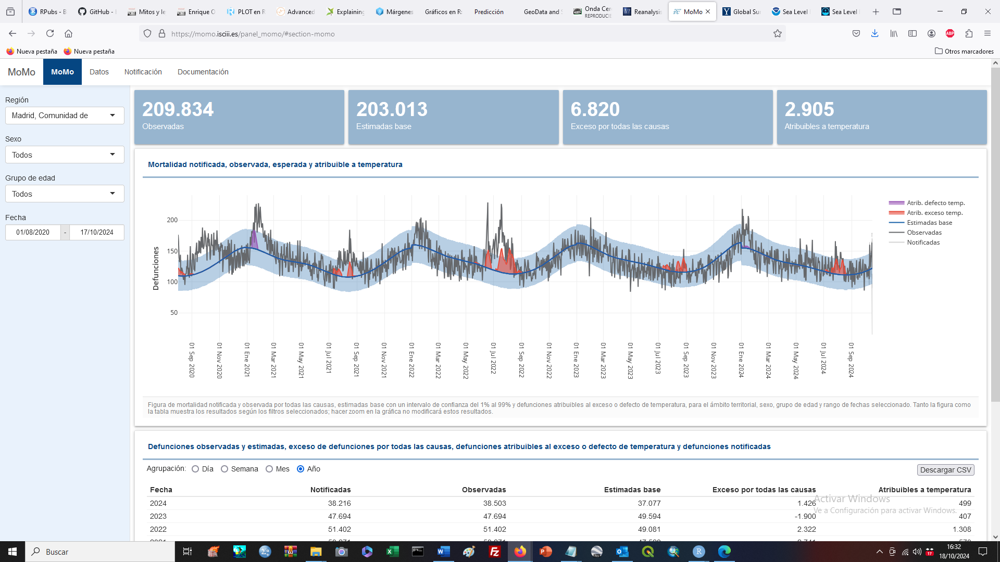 RPubs - B
GitHub -
Mitos y le
Enrique O
PLOT en R
Advanced
Explaining
Márgenes
Gráficos en R:
Predicción
GeoData and S
Onda Cer
REPRODUCIE
Reanalysis
MoMo
Global Su
Sea Level
Sea Level
https://momo.isciii.es/panel_momo/#section-momo
ABP
Nueva pestaña
Nueva pestaña
Otros marcadores
MoMo
MoMo
Datos
Notificación
Documentación
Región
Madrid, Comunidad de
Sexo
Todos
Grupo de edad
Todos
Fecha
01/08/2020 - 17/10/2024
209.834
Observadas
203.013
Estimadas base
6.820
Exceso por todas las causas
2.905
Atribuibles a temperatura
Mortalidad notificada, observada, esperada y atribuible a temperatura
Defunciones
200
150
100
50
01 Sep 2020
01 Nov 2020
01 Ene 2021
01 Mar 2021
01 May 2021
01 Jul 2021
01 Sep 2021
01 Nov 2021
01 Ene 2022
01 Mar 2022
01 May 2022
01 Jul 2022
01 Sep 2022
01 Nov 2022
01 Ene 2023
01 Mar 2023
01 May 2023
01 Jul 2023
01 Sep 2023
01 Nov 2023
01 Ene 2024
01 Mar 2024
01 May 2024
01 Jul 2024
01 Sep 2024
Atrib. defecto temp.
Atrib. exceso temp.
Estimadas base
Observadas
Notificadas
Figura de mortalidad notificada y observada por todas las causas, estimadas base con un intervalo de confianza del 1% al 99% y defunciones atribuibles al exceso o defecto de temperatura, para el ámbito territorial, sexo, grupo de edad y rango de fechas seleccionado. Tanto la figura como
la tabla muestra los resultados según los filtros seleccionados; hacer zoom en la gráfica no modificará estos resultados.
Defunciones observadas y estimadas, exceso de defunciones por todas las causas, defunciones atribuibles al exceso o defecto de temperatura y defunciones notificadas
Agrupación: Día Semana Mes Año
Descargar CSV
Fecha Notificadas Observadas Estimadas base Exceso por todas las causas Atribuibles a temperatura
2024 38.216 38.503 37.077 1.426 499
2023 47.694 47.694 49.594 -1.900 407
2022 51.402 51.402 49.081 2.322 1.308
Activar Windows
Ve a Configuración para activar Windows.
Buscar
17
16:32
18/10/2024